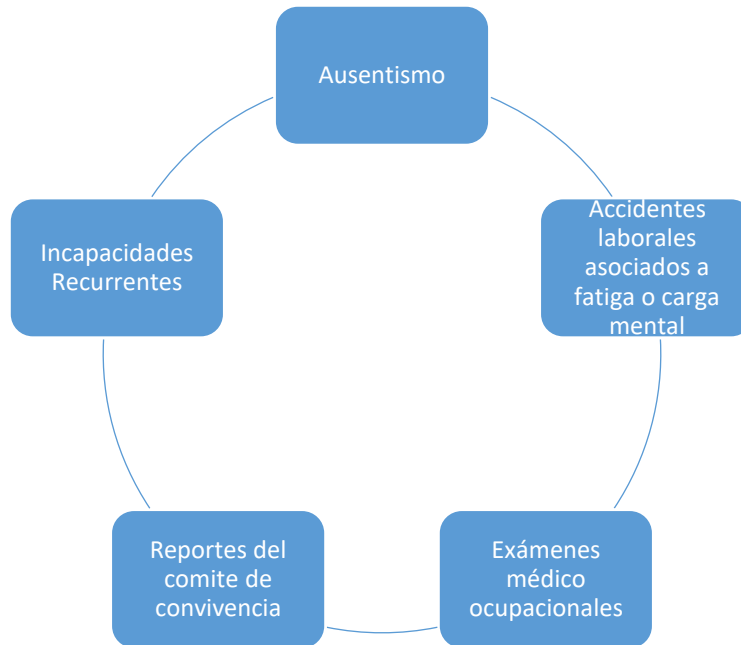 Ausentismo
Accidentes
laborales
asociados a
fatiga o carga
mental
Exámenes
médico
ocupacionales
Reportes del
comite de
convivencia
Incapacidades
Recurrentes